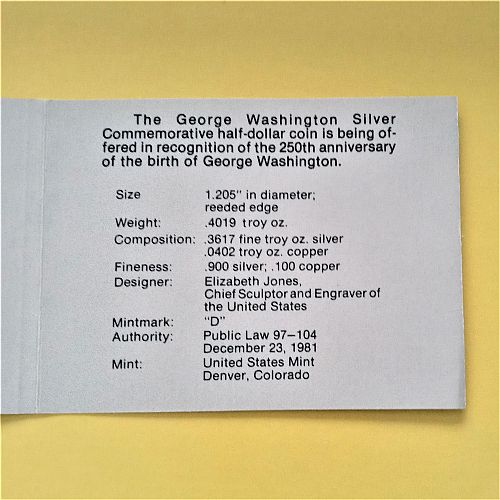 The George Washington Silver
Commemorative half-dollar coin is being of-
fered in recognition of the 250th anniversary
of the birth of George Washington.
Size 1.205" in diameter;
reeded edge
Weight: .4019 troy oz.
Composition: .3617 fine troy oz. silver
.0402 troy oz. copper
Fineness: .900 silver; .100 copper
Designer: Elizabeth Jones,
Chief Sculptor and Engraver of
the United States
Mintmark: "D"
Authority: Public Law 97–104
December 23, 1981
Mint: United States Mint
Denver, Colorado